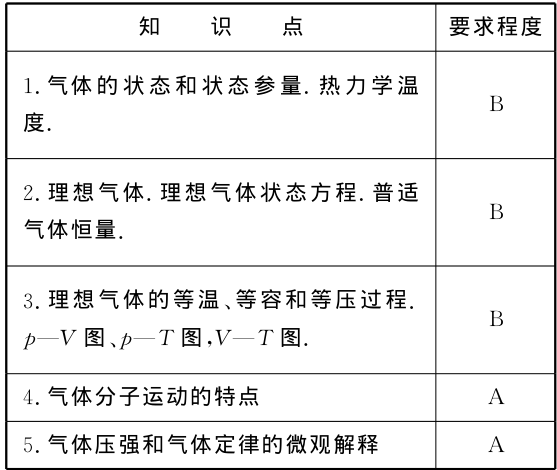 知 识 点 要求程度
1.气体的状态和状态参量.热力学温
度.
B
2.理想气体.理想气体状态方程.普适
气体恒量.
B
3.理想气体的等温、等容和等压过程.
p—V 图、p—T 图,V—T 图.
B
4.气体分子运动的特点 A
5.气体压强和气体定律的微观解释 A